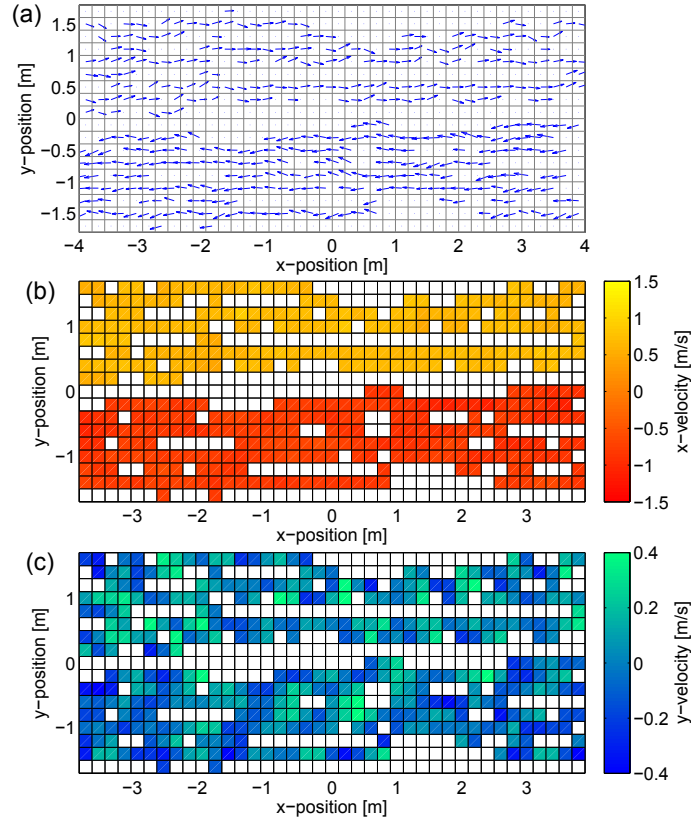 (a)
y−position [m]
1.5
1
0.5
0
−0.5
−1
−1.5
−4 −3 −2 −1 0 1 2 3 4
x−position [m]
(b)
y−position [m]
1
0
−1
−3 −2 −1 0 1 2 3
x−position [m]
1.5
1
0.5
0
−0.5
−1
−1.5
x−velocity [m/s]
(c)
y−position [m]
1
0
−1
−3 −2 −1 0 1 2 3
x−position [m]
0.4
0.2
0
−0.2
−0.4
y−velocity [m/s]